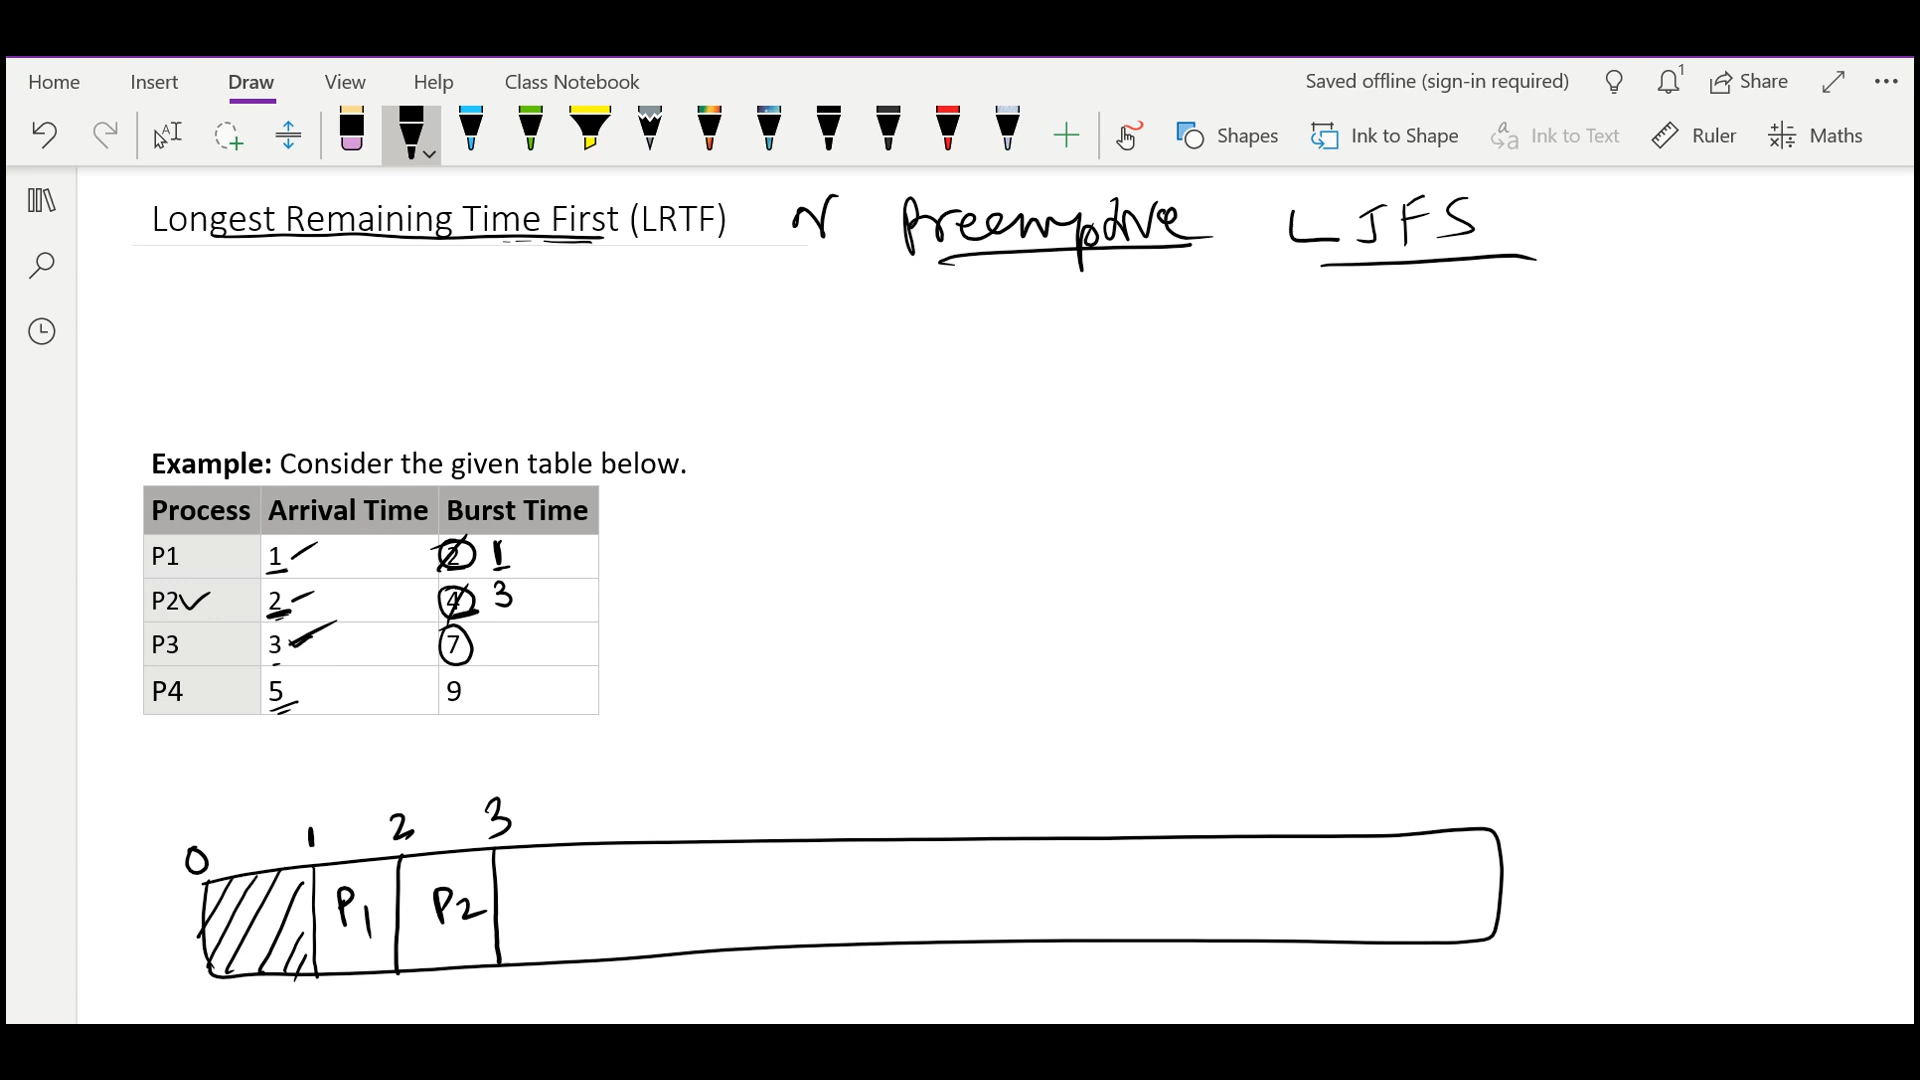 Home Insert Draw View Help Class Notebook Saved offline (sign-in required) 1 Share
Shapes Ink to Shape Ink to Text Ruler Maths
Longest Remaining Time First (LRTF) Preemptive LJFS
Example: Consider the given table below.
Process Arrival Time Burst Time
P1 1 2 1
P2 2 4 3
P3 3 7
P4 5 9
0 1 2 3
P1 P2